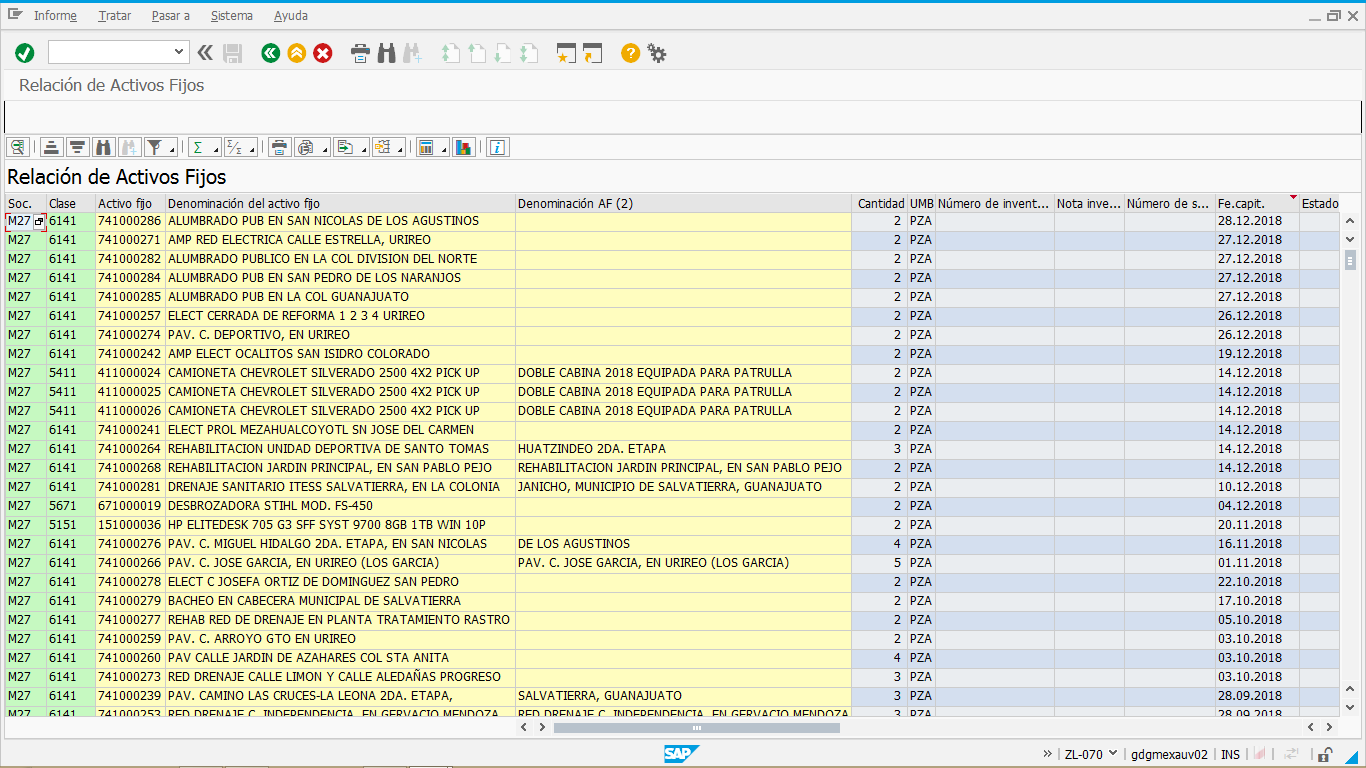 Informe Tratar Pasar a Sistema Ayuda
Relación de Activos Fijos
Relación de Activos Fijos
Soc. Clase Activo fijo Denominación del activo fijo Denominación AF (2) Cantidad UMB Número de invent... Nota inve... Número de s... Fe.capit. Estado
M27 6141 741000286 ALUMBRADO PUB EN SAN NICOLAS DE LOS AGUSTINOS 2 PZA 28.12.2018
M27 6141 741000271 AMP RED ELECTRICA CALLE ESTRELLA, URIREO 2 PZA 27.12.2018
M27 6141 741000282 ALUMBRADO PUBLICO EN LA COL DIVISION DEL NORTE 2 PZA 27.12.2018
M27 6141 741000284 ALUMBRADO PUB EN SAN PEDRO DE LOS NARANJOS 2 PZA 27.12.2018
M27 6141 741000285 ALUMBRADO PUB EN LA COL GUANAJUATO 2 PZA 27.12.2018
M27 6141 741000257 ELECT CERRADA DE REFORMA 1 2 3 4 URIREO 2 PZA 26.12.2018
M27 6141 741000274 PAV. C. DEPORTIVO, EN URIREO 2 PZA 26.12.2018
M27 6141 741000242 AMP ELECT OCALITOS SAN ISIDRO COLORADO 2 PZA 19.12.2018
M27 5411 411000024 CAMIONETA CHEVROLET SILVERADO 2500 4X2 PICK UP DOBLE CABINA 2018 EQUIPADA PARA PATRULLA 2 PZA 14.12.2018
M27 5411 411000025 CAMIONETA CHEVROLET SILVERADO 2500 4X2 PICK UP DOBLE CABINA 2018 EQUIPADA PARA PATRULLA 2 PZA 14.12.2018
M27 5411 411000026 CAMIONETA CHEVROLET SILVERADO 2500 4X2 PICK UP DOBLE CABINA 2018 EQUIPADA PARA PATRULLA 2 PZA 14.12.2018
M27 6141 741000241 ELECT PROL MEZAHUALCOYOTL SN JOSE DEL CARMEN 2 PZA 14.12.2018
M27 6141 741000264 REHABILITACION UNIDAD DEPORTIVA DE SANTO TOMAS HUATZINDEO 2DA. ETAPA 3 PZA 14.12.2018
M27 6141 741000268 REHABILITACION JARDIN PRINCIPAL, EN SAN PABLO PEJO REHABILITACION JARDIN PRINCIPAL, EN SAN PABLO PEJO 2 PZA 14.12.2018
M27 6141 741000281 DRENAJE SANITARIO ITESS SALVATIERRA, EN LA COLONIA JANICHO, MUNICIPIO DE SALVATIERRA, GUANAJUATO 2 PZA 10.12.2018
M27 5671 671000019 DESBROZADORA STIHL MOD. FS-450 2 PZA 04.12.2018
M27 5151 151000036 HP ELITEDESK 705 G3 SFF SYST 9700 8GB 1TB WIN 10P 2 PZA 20.11.2018
M27 6141 741000276 PAV. C. MIGUEL HIDALGO 2DA. ETAPA, EN SAN NICOLAS DE LOS AGUSTINOS 4 PZA 16.11.2018
M27 6141 741000266 PAV. C. JOSE GARCIA, EN URIREO (LOS GARCIA) PAV. C. JOSE GARCIA, EN URIREO (LOS GARCIA) 5 PZA 01.11.2018
M27 6141 741000278 ELECT C JOSEFA ORTIZ DE DOMINGUEZ SAN PEDRO 2 PZA 22.10.2018
M27 6141 741000279 BACHEO EN CABECERA MUNICIPAL DE SALVATIERRA 2 PZA 17.10.2018
M27 6141 741000277 REHAB RED DE DRENAJE EN PLANTA TRATAMIENTO RASTRO 2 PZA 05.10.2018
M27 6141 741000259 PAV. C. ARROYO GTO EN URIREO 2 PZA 03.10.2018
M27 6141 741000260 PAV CALLE JARDIN DE AZAHARES COL STA ANITA 4 PZA 03.10.2018
M27 6141 741000273 RED DRENAJE CALLE LIMON Y CALLE ALEDAÑAS PROGRESO 3 PZA 03.10.2018
M27 6141 741000239 PAV. CAMINO LAS CRUCES-LA LEONA 2DA. ETAPA, SALVATIERRA, GUANAJUATO 3 PZA 28.09.2018
M27 6141 741000253 RED DRENAJE C. INDEPENDENCIA, EN GERVACIO MENDOZA RED DRENAJE C. INDEPENDENCIA, EN GERVACIO MENDOZA 3 PZA 28.09.2018
SAP ZL-070 gdgmexauv02 INS